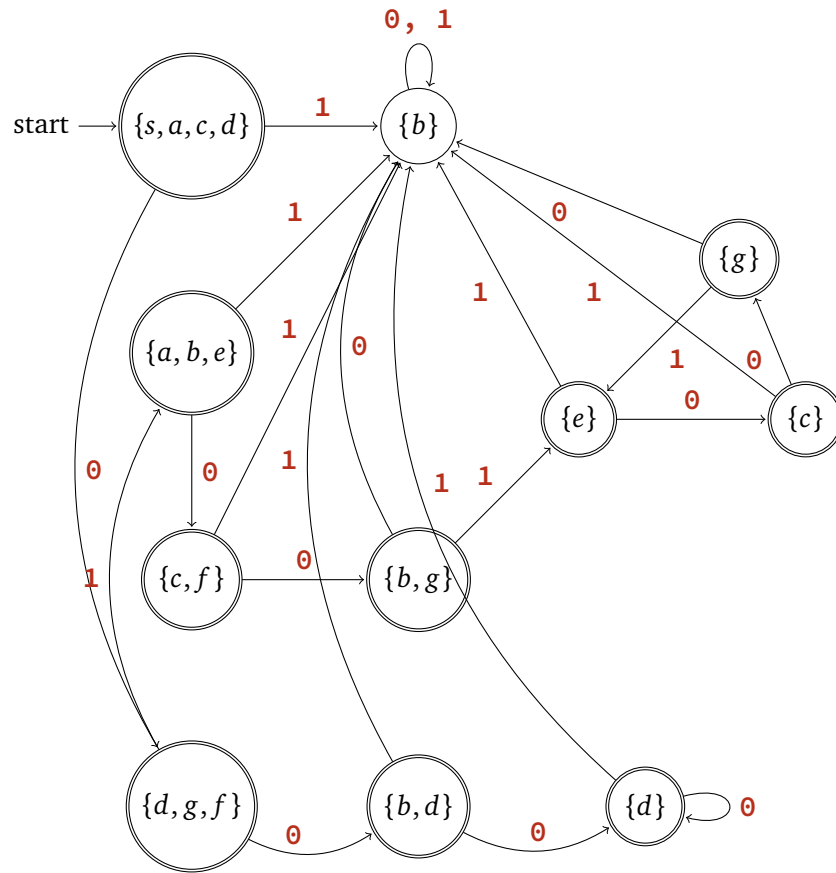 0, 1
start
{s, a, c, d}
1
{b}
1
0
{g}
1
1
1
{a, b, e}
0
1
0
{e}
0
{c}
0
0
1
1
1
0
1
{c, f}
{b, g}
{d, g, f}
{b, d}
{d}
0
0
0